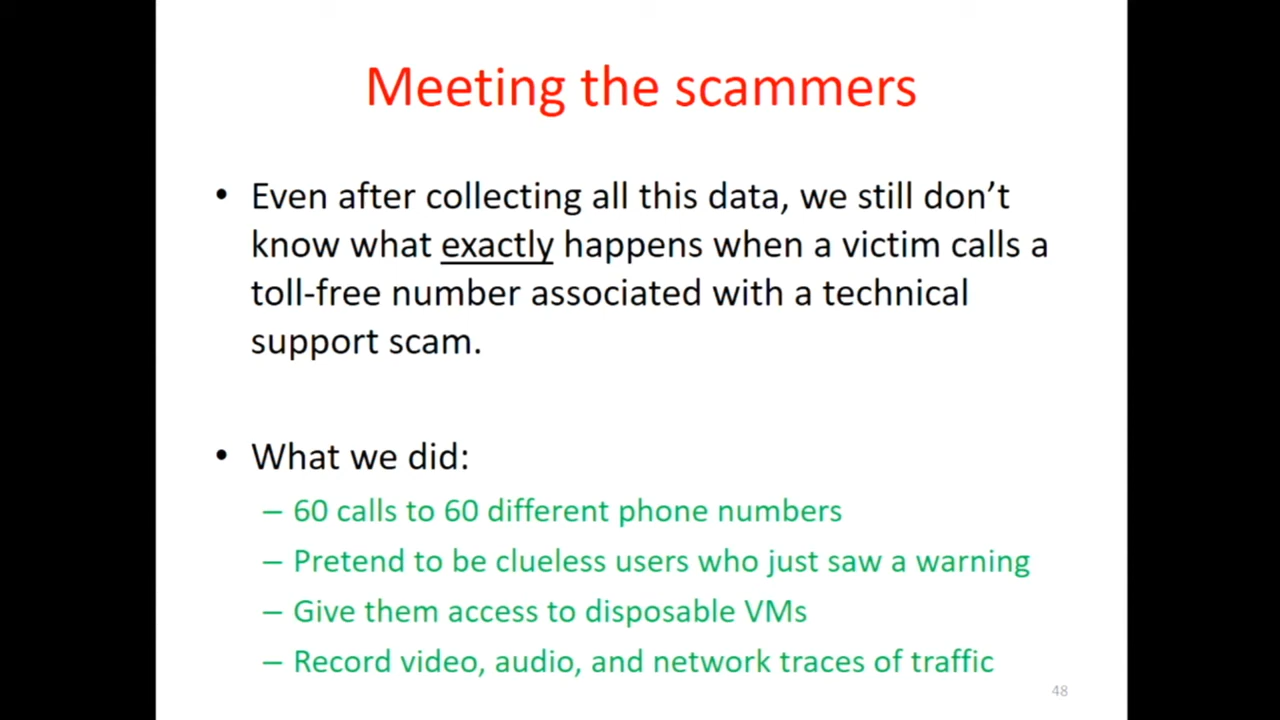 Meeting the scammers
• Even after collecting all this data, we still don’t
know what exactly happens when a victim calls a
toll-free number associated with a technical
support scam.
• What we did:
– 60 calls to 60 different phone numbers
– Pretend to be clueless users who just saw a warning
– Give them access to disposable VMs
– Record video, audio, and network traces of traffic
48